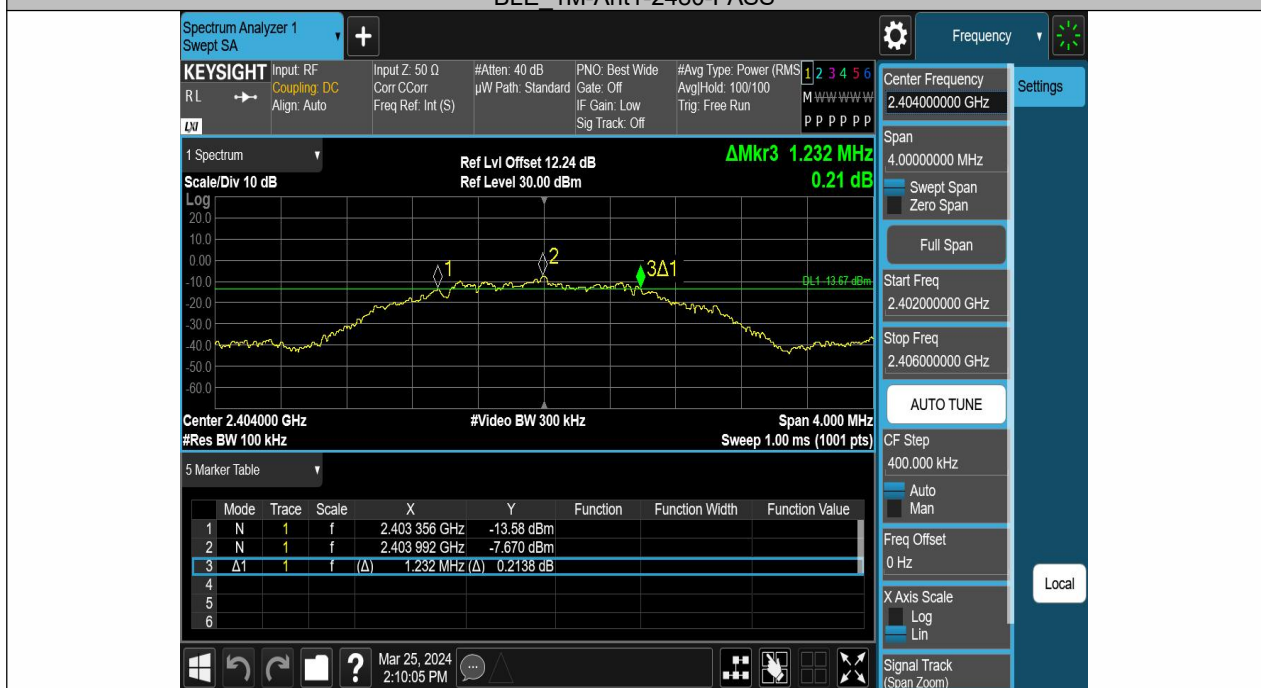 BLE_1M-Ant1-2480-PASS
Spectrum Analyzer 1
Swept SA
+
Frequency
KEYSIGHT
RL
LXI
Input: RF
Coupling: DC
Align: Auto
Input Z: 50 Ω
Corr CCorr
Freq Ref: Int (S)
#Atten: 40 dB
µW Path: Standard
PNO: Best Wide
Gate: Off
IF Gain: Low
Sig Track: Off
#Avg Type: Power (RMS
Avg|Hold: 100/100
Trig: Free Run
1 2 3 4 5 6
M W W W W W
P P P P P P
1 Spectrum
Scale/Div 10 dB
Ref Lvl Offset 12.24 dB
Ref Level 30.00 dBm
ΔMkr3 1.232 MHz
0.21 dB
Log
20.0
10.0
0.00
-10.0
-20.0
-30.0
-40.0
-50.0
-60.0
1
2
3Δ1
DL1 -13.67 dBm
Center 2.404000 GHz
#Video BW 300 kHz
Span 4.000 MHz
#Res BW 100 kHz
Sweep 1.00 ms (1001 pts)
5 Marker Table
Mode Trace Scale X Y Function Function Width Function Value
1 N 1 f 2.403 356 GHz -13.58 dBm
2 N 1 f 2.403 992 GHz -7.670 dBm
3 Δ1 1 f (Δ) 1.232 MHz (Δ) 0.2138 dB
4
5
6
?
Mar 25, 2024
2:10:05 PM
Center Frequency
2.404000000 GHz
Settings
Span
4.00000000 MHz
Swept Span
Zero Span
Full Span
Start Freq
2.402000000 GHz
Stop Freq
2.406000000 GHz
AUTO TUNE
CF Step
400.000 kHz
Auto
Man
Freq Offset
0 Hz
Local
X Axis Scale
Log
Lin
Signal Track
(Span Zoom)